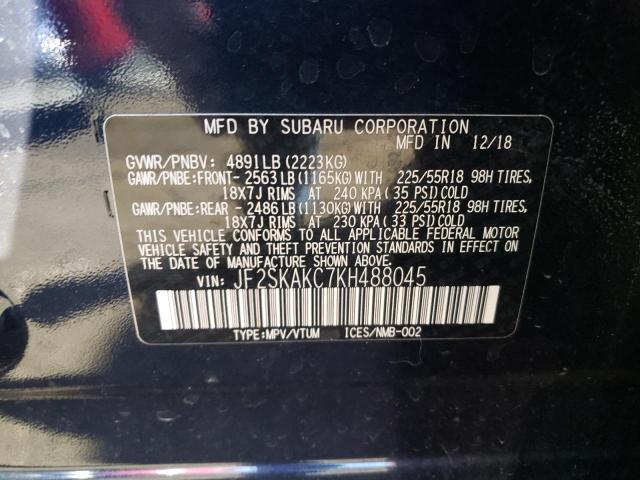 MFD BY SUBARU CORPORATION
MFD IN 12/18
GVWR/PNBV: 4891LB(2223KG)
GAWR/PNBE:FRONT- 2563LB(1165KG)WITH 225/55R18 98H TIRES,
18X7J RIMS AT 240 KPA(35 PSI)COLD
GAWR/PNBE:REAR - 2486LB(1130KG)WITH 225/55R18 98H TIRES,
18X7J RIMS AT 230 KPA(33 PSI)COLD
THIS VEHICLE CONFORMS TO ALL APPLICABLE FEDERAL MOTOR
VEHICLE SAFETY AND THEFT PREVENTION STANDARDS IN EFFECT ON
THE DATE OF MANUFACTURE SHOWN ABOVE.
VIN: JF2SKAKC7KH488045
TYPE:MPV/VTUM ICES/NMB-002